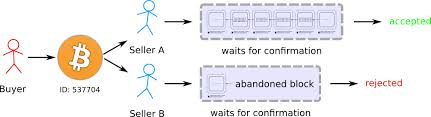 Seller A
waits for confirmation
accepted
Buyer
ID: 537704
Seller B
abandoned block
waits for confirmation
rejected